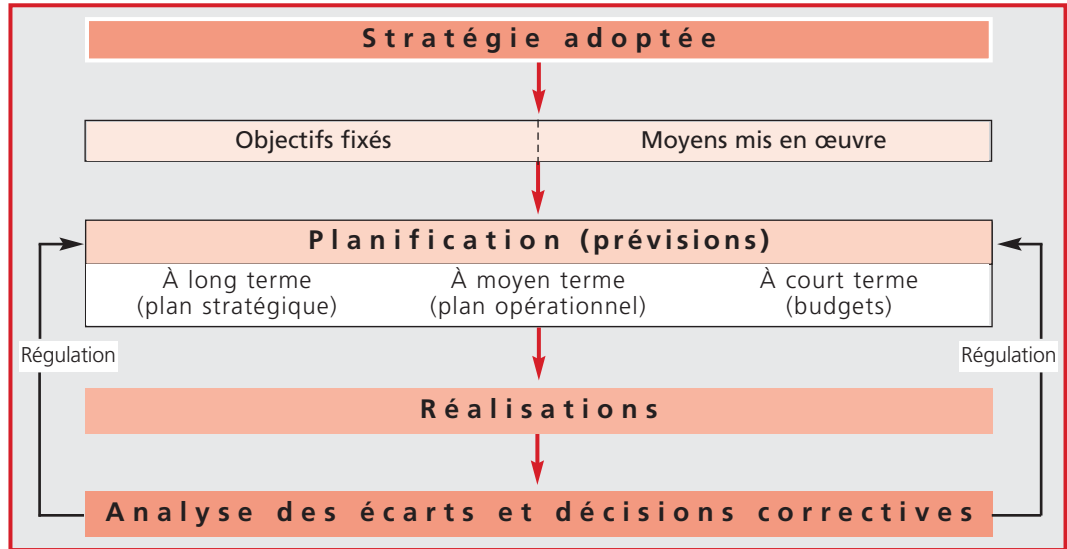 Stratégie adoptée
Objectifs fixés
Moyens mis en œuvre
Planification (prévisions)
À long terme
(plan stratégique)
À moyen terme
(plan opérationnel)
À court terme
(budgets)
Régulation
Régulation
Réalisations
Analyse des écarts et décisions correctives